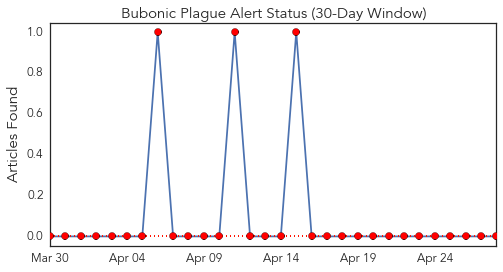 Bubonic Plague Alert Status (30-Day Window)
Articles Found
1.0
0.8
0.6
0.4
0.2
0.0
Mar 30 Apr 04 Apr 09 Apr 14 Apr 19 Apr 24